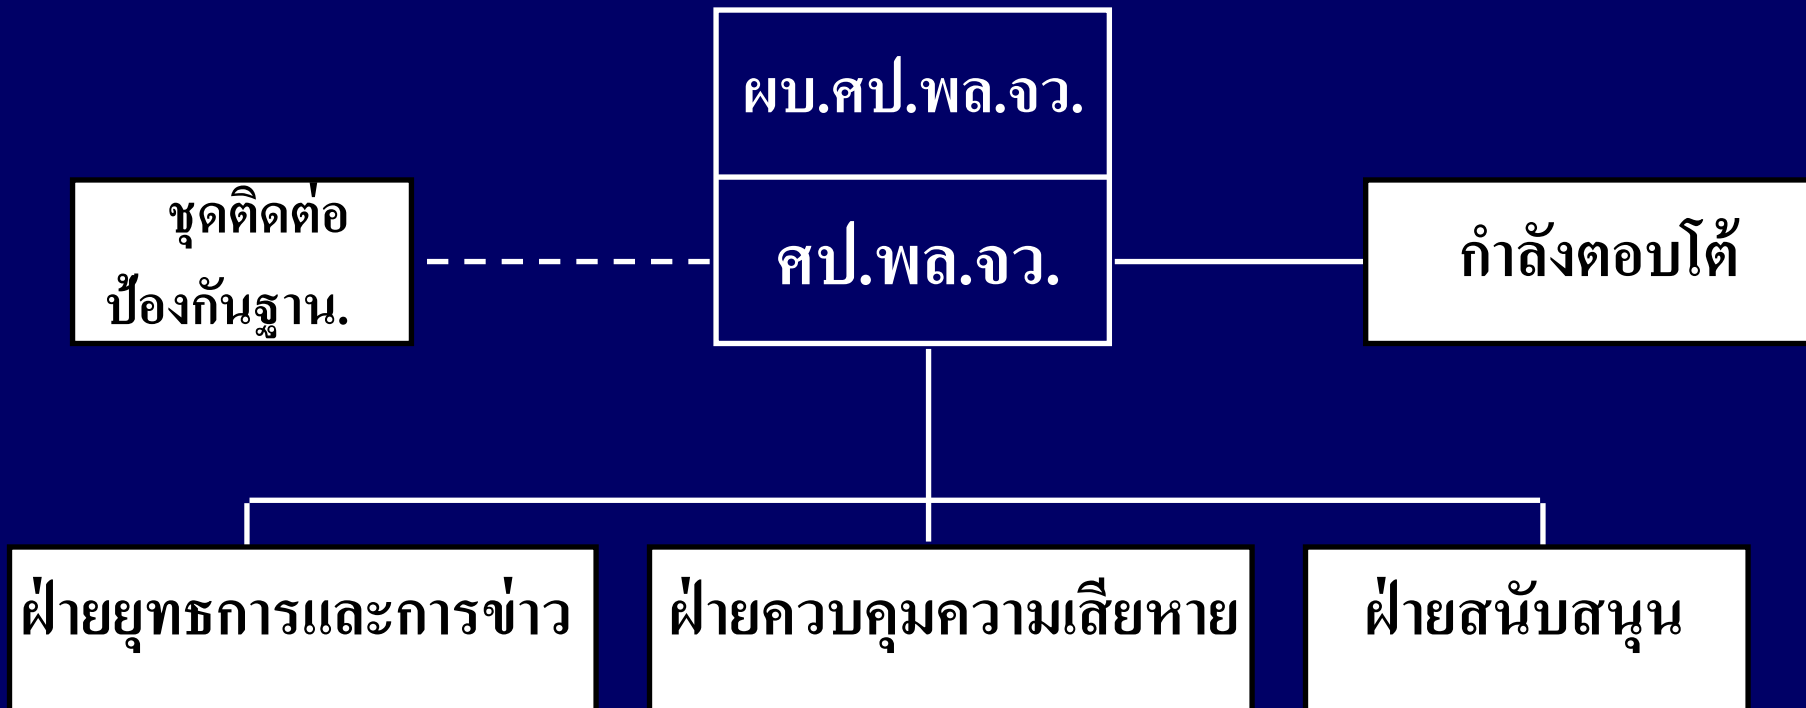 ผบ.ศป.พล.จว.
ชุดติดต่อ
ป้องกันฐาน.
ศป.พล.จว.
กำลังตอบโต้
ฝ่ายยุทธการและการข่าว
ฝ่ายควบคุมความเสียหาย
ฝ่ายสนับสนุน